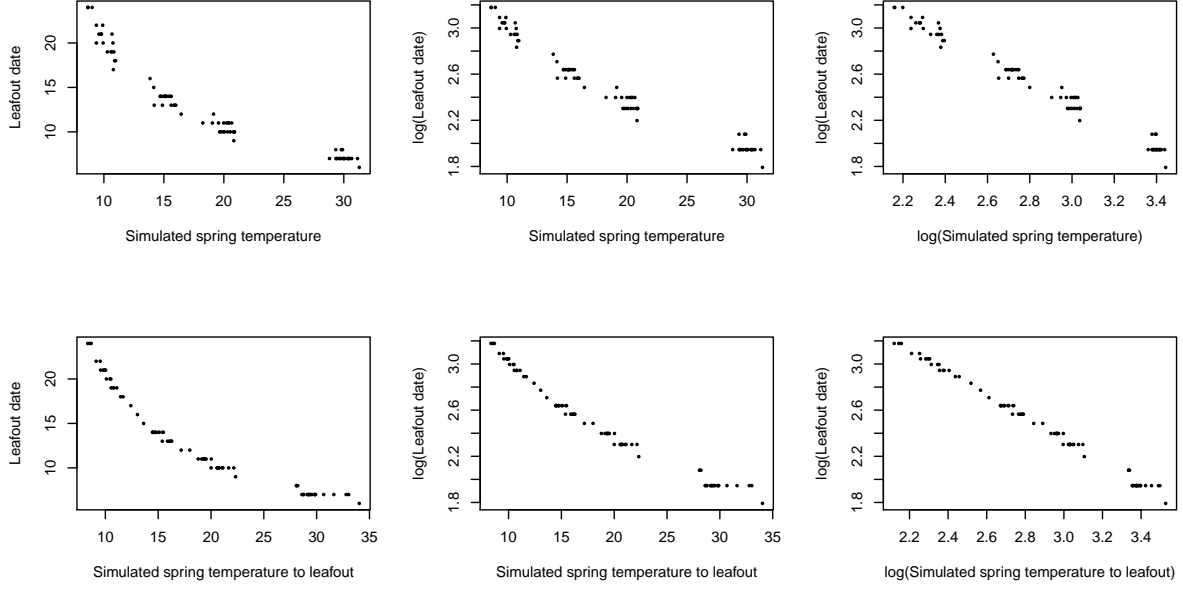 Leafout date
10 15 20
10 15 20 25 30
Simulated spring temperature
log(Leafout date)
1.8 2.2 2.6 3.0
10 15 20 25 30
Simulated spring temperature
log(Leafout date)
1.8 2.2 2.6 3.0
2.2 2.4 2.6 2.8 3.0 3.2 3.4
log(Simulated spring temperature)
Leafout date
10 15 20
10 15 20 25 30 35
Simulated spring temperature to leafout
log(Leafout date)
1.8 2.2 2.6 3.0
10 15 20 25 30 35
Simulated spring temperature to leafout
log(Leafout date)
1.8 2.2 2.6 3.0
2.2 2.4 2.6 2.8 3.0 3.2 3.4
log(Simulated spring temperature to leafout)